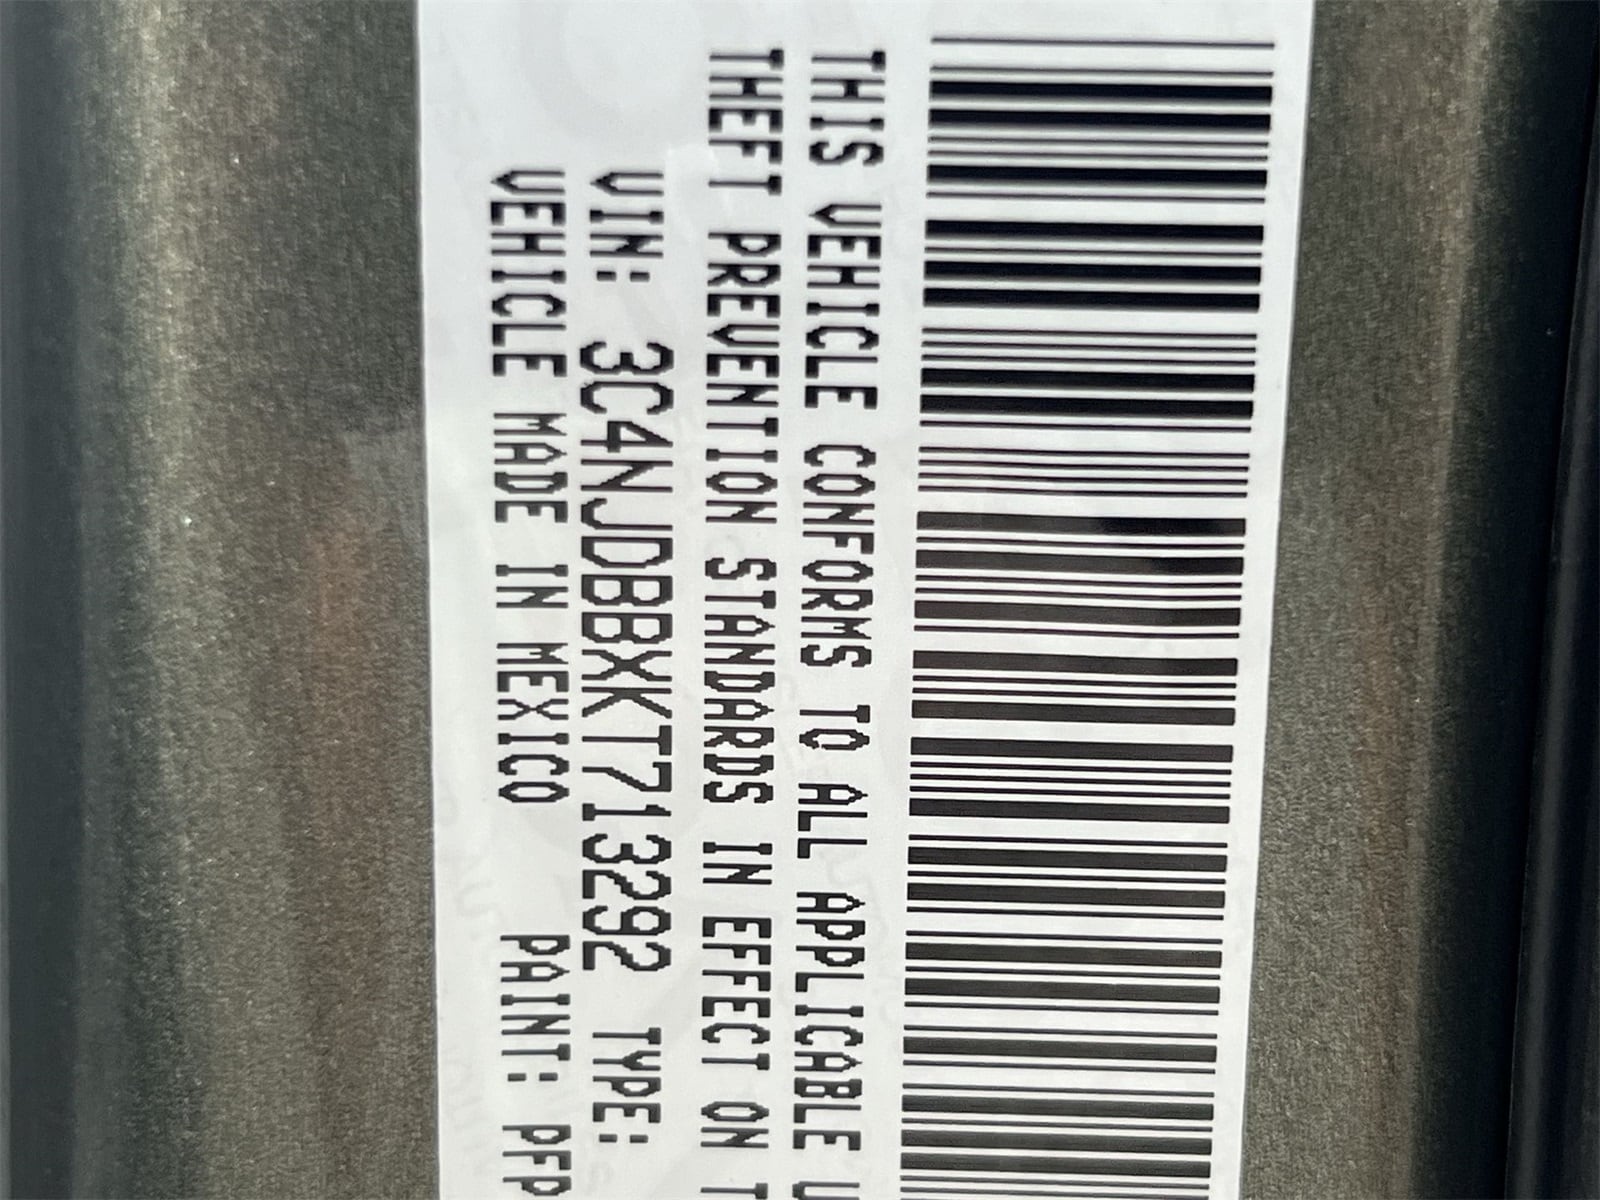 THIS VEHICLE CONFORMS TO ALL APPLICABLE U
THEFT PREVENTION STANDARDS IN EFFECT ON T
VIN: 3C4NJDBBXKT713292 TYPE:
VEHICLE MADE IN MEXICO PAINT: PFP